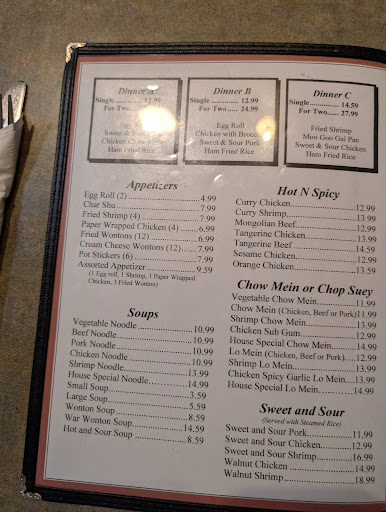 Dinner A
Single............... 12.99
For Two........
Egg Roll
Sweet &
Chicken Chow Mein
Ham Fried Rice
Dinner B
Single............... 12.99
For Two...... 24.99
Egg Roll
Chicken with Broccoli
Sweet & Sour Pork
Ham Fried Rice
Dinner C
Single............... 14.59
For Two....... 27.99
Fried Shrimp
Moo Goo Gai Pan
Sweet & Sour Chicken
Ham Fried Rice
Appetizers
Egg Roll (2) ........................ 4.99
Char Shu ........................ 7.99
Fried Shrimp (4) ................. 7.99
Paper Wrapped Chicken (4) .... 6.99
Fried Wontons (12) .............. 6.99
Cream Cheese Wontons (12) .... 7.99
Pot Stickers (6) .................. 7.99
Assorted Appetizer ............... 9.59
(1 Egg roll, 1 Shrimp, 1 Paper Wrapped
Chicken, 3 Fried Wonton)
Soups
Vegetable Noodle.................. 10.99
Beef Noodle....................... 10.99
Pork Noodle....................... 10.99
Chicken Noodle.................... 10.99
Shrimp Noodle..................... 13.99
House Special Noodle.............. 14.99
Small Soup........................ 3.59
Large Soup........................ 5.59
Wonton Soup ...................... 8.59
War Wonton Soup .................. 14.59
Hot and Sour Soup ................ 8.59
Hot N Spicy
Curry Chicken..................... 12.99
Curry Shrimp...................... 13.99
Mongolian Beef.................... 12.99
Tangerine Chicken................. 13.99
Tangerine Beef.................... 14.59
Sesame Chicken.................... 12.99
Orange Chicken.................... 13.59
Chow Mein or Chop Suey
Vegetable Chow Mein............... 11.99
Chow Mein (Chicken, Beef or Pork)11.99
Shrimp Chow Mein.................. 13.99
Chicken Sub Gum................... 12.99
House Special Chow Mein........... 14.99
Lo Mein (Chicken, Beef or Pork).... 12.99
Shrimp Lo Mein.................... 13.99
Chicken Spicy Garlic Lo Mein...... 13.99
House Special Lo Mein............. 14.99
Sweet and Sour
(Served with Steamed Rice)
Sweet and Sour Pork............... 11.99
Sweet and Sour Chicken............ 12.99
Sweet and Sour Shrimp............. 16.99
Walnut Chicken ................... 14.99
Walnut Shrimp..................... 18.99